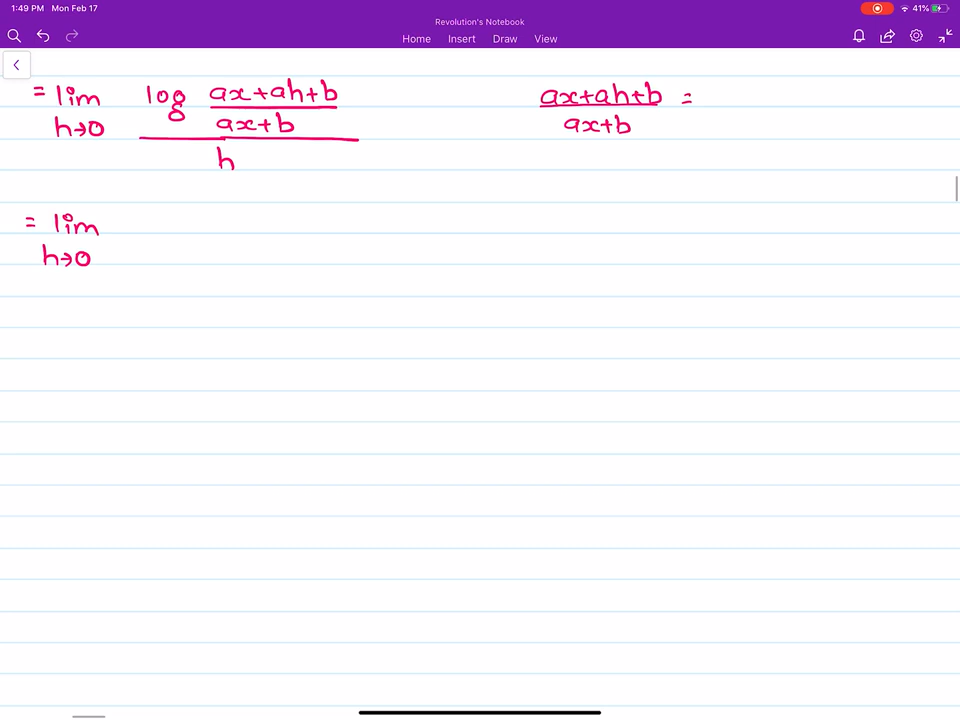 1:49 PM Mon Feb 17 41%
Revolution's Notebook
Home Insert Draw View
= lim log ax+ah+b ax+ah+b =
h→0 ax+b ax+b
h
= lim
h→0